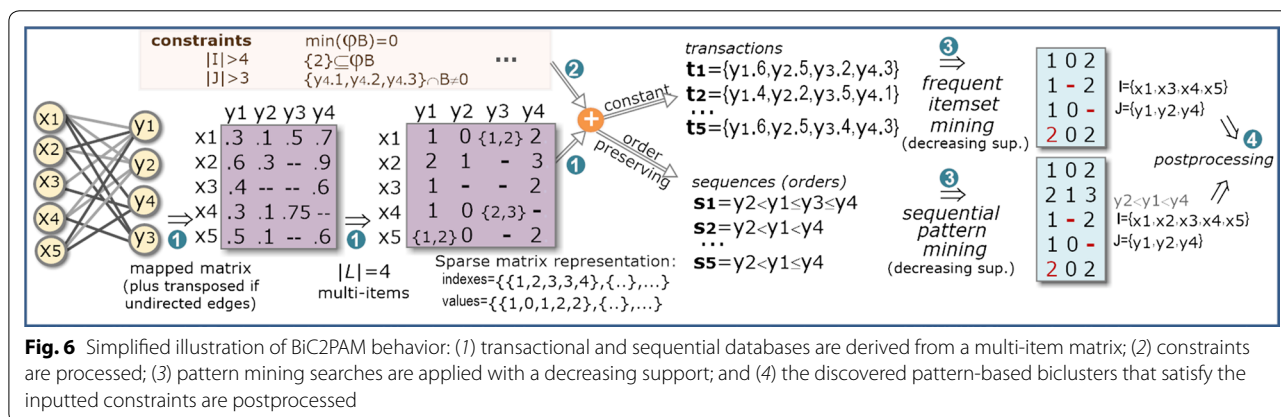 constraints min(φB)=0
|I|>4 {2}⊆φB ...
|J|>3 {y4.1, y4.2, y4.3}∩B≠0
2
x1
x2
x3
x4
x5
y1
y2
y4
y3
1
y1 y2 y3 y4
x1 .3 .1 .5 .7
x2 .6 .3 -- .9
x3 .4 -- -- .6
x4 .3 .1 .75 --
x5 .5 .1 -- .6
mapped matrix
(plus transposed if
undirected edges)
1
|L|=4
multi-items
y1 y2 y3 y4
x1 1 0 {1,2} 2
x2 2 1 - 3
x3 1 - - 2
x4 1 0 {2,3} -
x5 {1,2} 0 - 2
Sparse matrix representation:
indexes={{1,2,3,3,4},{..},...}
values={{1,0,1,2,2},{..},...}
1
+
constant
order
preserving
transactions
t1={y1.6,y2.5,y3.2,y4.3}
t2={y1.4,y2.2,y3.5,y4.1}
...
t5={y1.6,y2.5,y3.4,y4.3}
sequences (orders)
s1=y2<y1≤y3≤y4
s2=y2<y1<y4
...
s5=y2<y1≤y4
3
frequent
itemset
mining
(decreasing sup.)
3
sequential
pattern
mining
(decreasing sup.)
1 0 2
1 - 2
1 0 -
2 0 2
I={x1,x3,x4,x5}
J={y1,y2,y4}
1 0 2
2 1 3
1 - 2
1 0 -
2 0 2
y2<y1<y4
I={x1,x2,x3,x4,x5}
J={y1,y2,y4}
4
postprocessing
Fig. 6 Simplified illustration of BiC2PAM behavior: (1) transactional and sequential databases are derived from a multi-item matrix; (2) constraints
are processed; (3) pattern mining searches are applied with a decreasing support; and (4) the discovered pattern-based biclusters that satisfy the
inputted constraints are postprocessed